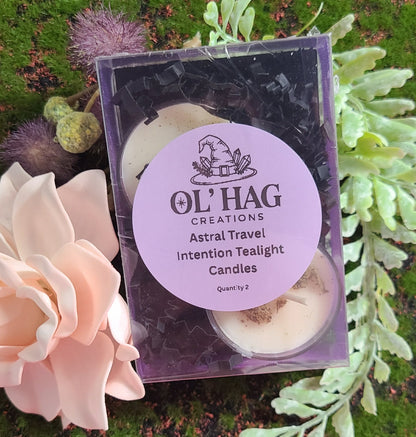 OL' HAG
CREATIONS
Astral Travel
Intention Tealight
Candles
Quantity 2